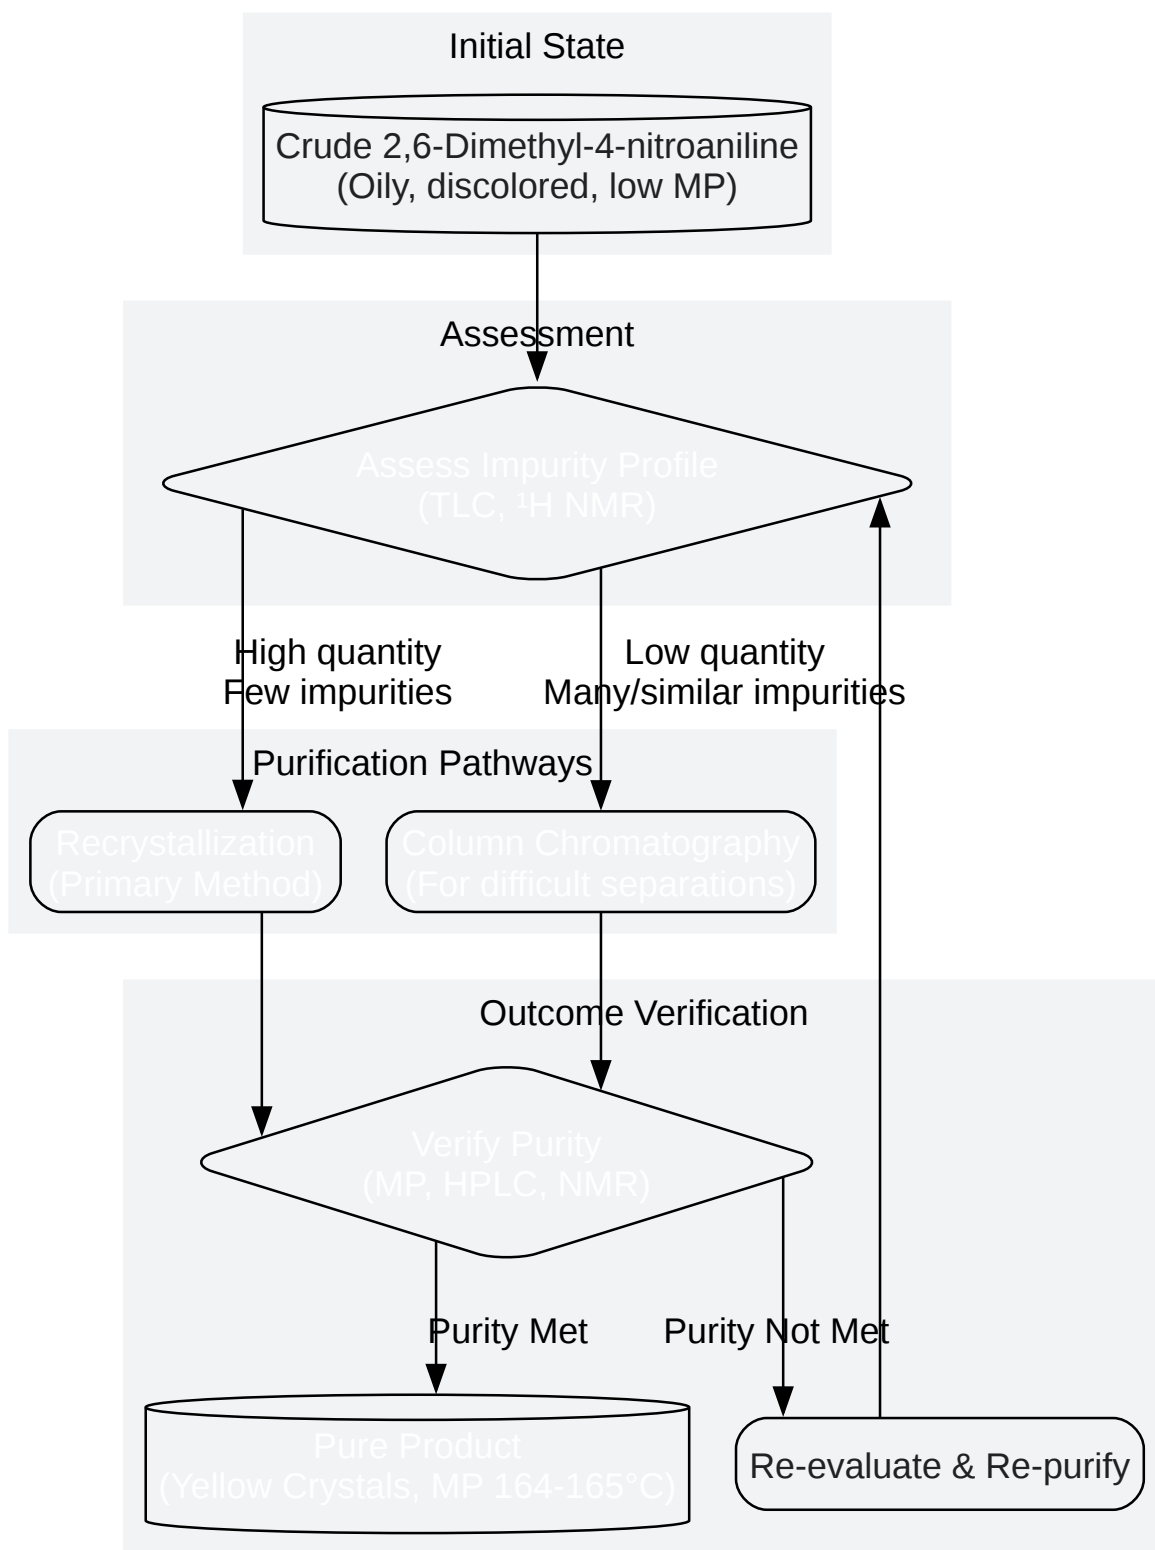 Initial State
Crude 2,6-Dimethyl-4-nitroaniline
(Oily, discolored, low MP)
Assessment
Assess Impurity Profile
(TLC, ¹H NMR)
High quantity
Few impurities
Low quantity
Many/similar impurities
Purification Pathways
Recrystallization
(Primary Method)
Column Chromatography
(For difficult separations)
Outcome Verification
Verify Purity
(MP, HPLC, NMR)
Purity Met
Purity Not Met
Pure Product
(Yellow Crystals, MP 164-165°C)
Re-evaluate & Re-purify